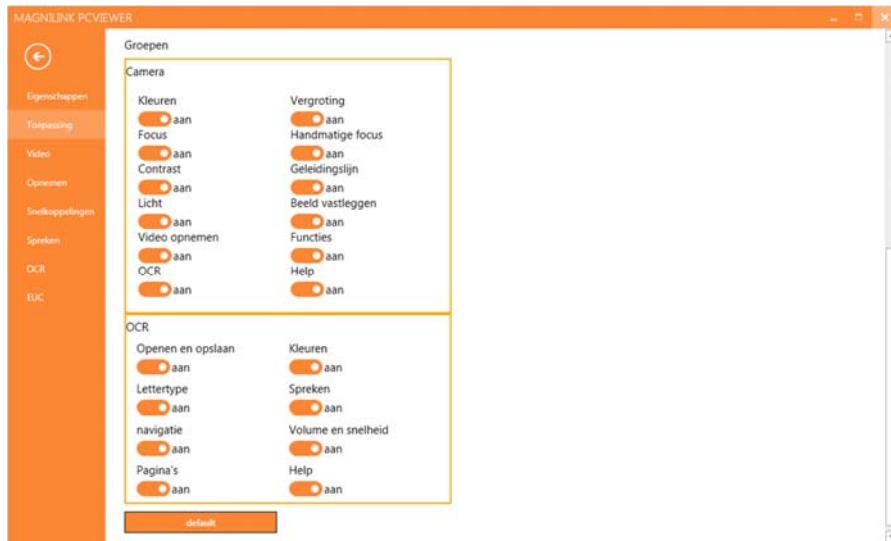 MAGNILINK PCVIEWER
Eigenschappen
Toepassing
Video
Opnemen
Snelkoppelingen
Spreken
OCR
EUC
Groepen
Camera
Kleuren Vergroting
aan aan
Focus Handmatige focus
aan aan
Contrast Geleidingslijn
aan aan
Licht Beeld vastleggen
aan aan
Video opnemen Functies
aan aan
OCR Help
aan aan
OCR
Openen en opslaan Kleuren
aan aan
Lettertype Spreken
aan aan
navigatie Volume en snelheid
aan aan
Pagina's Help
aan aan
default